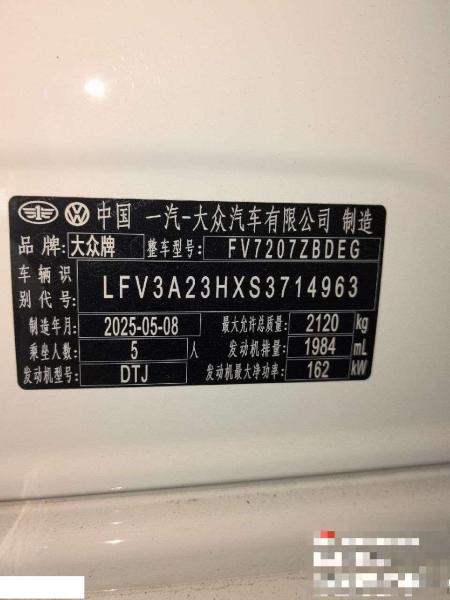 中国 一汽-大众汽车有限公司 制造
品牌: 大众牌 整车型号: FV7207ZBDEG
车辆识别代号: LFV3A23HXS3714963
制造年月: 2025-05-08 最大允许总质量: 2120 kg
乘坐人数: 5 人 发动机排量: 1984 mL
发动机型号: DTJ 发动机最大净功率: 162 kW